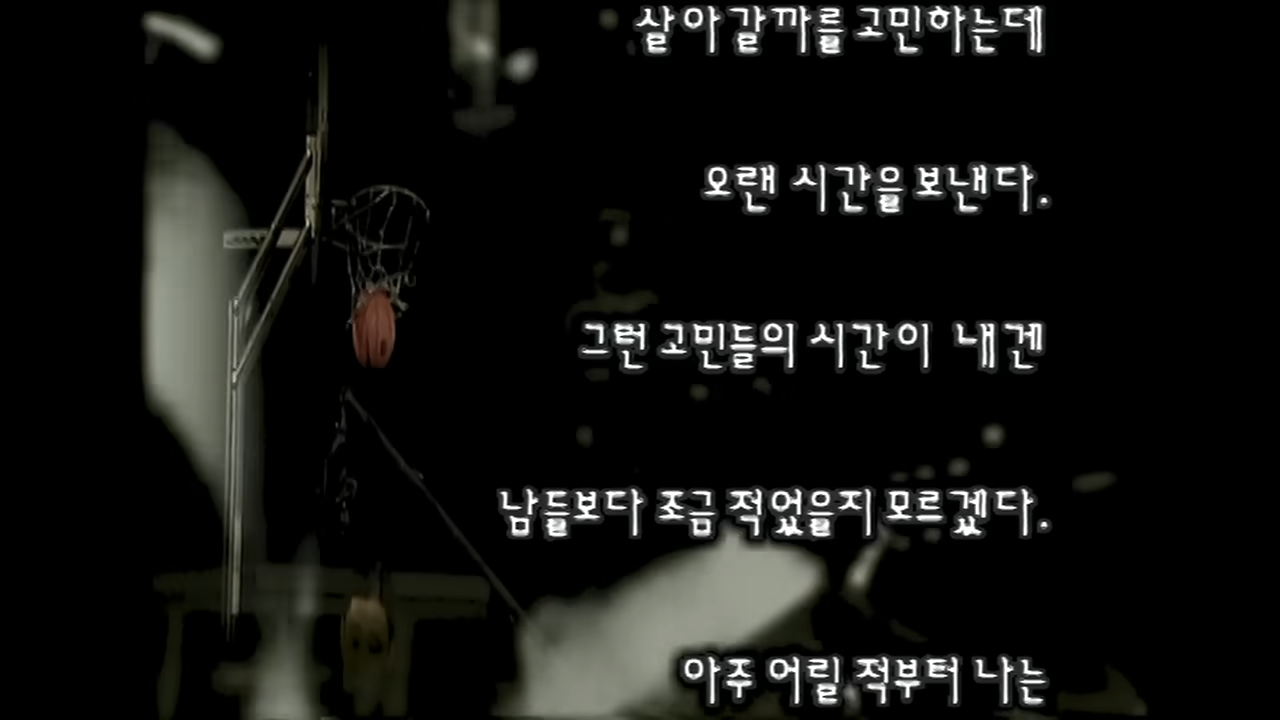 살아갈까를 고민하는데
오랜 시간을 보낸다.
그런 고민들의 시간이 내겐
남들보다 조금 적었을지 모르겠다.
아주 어릴 적부터 나는